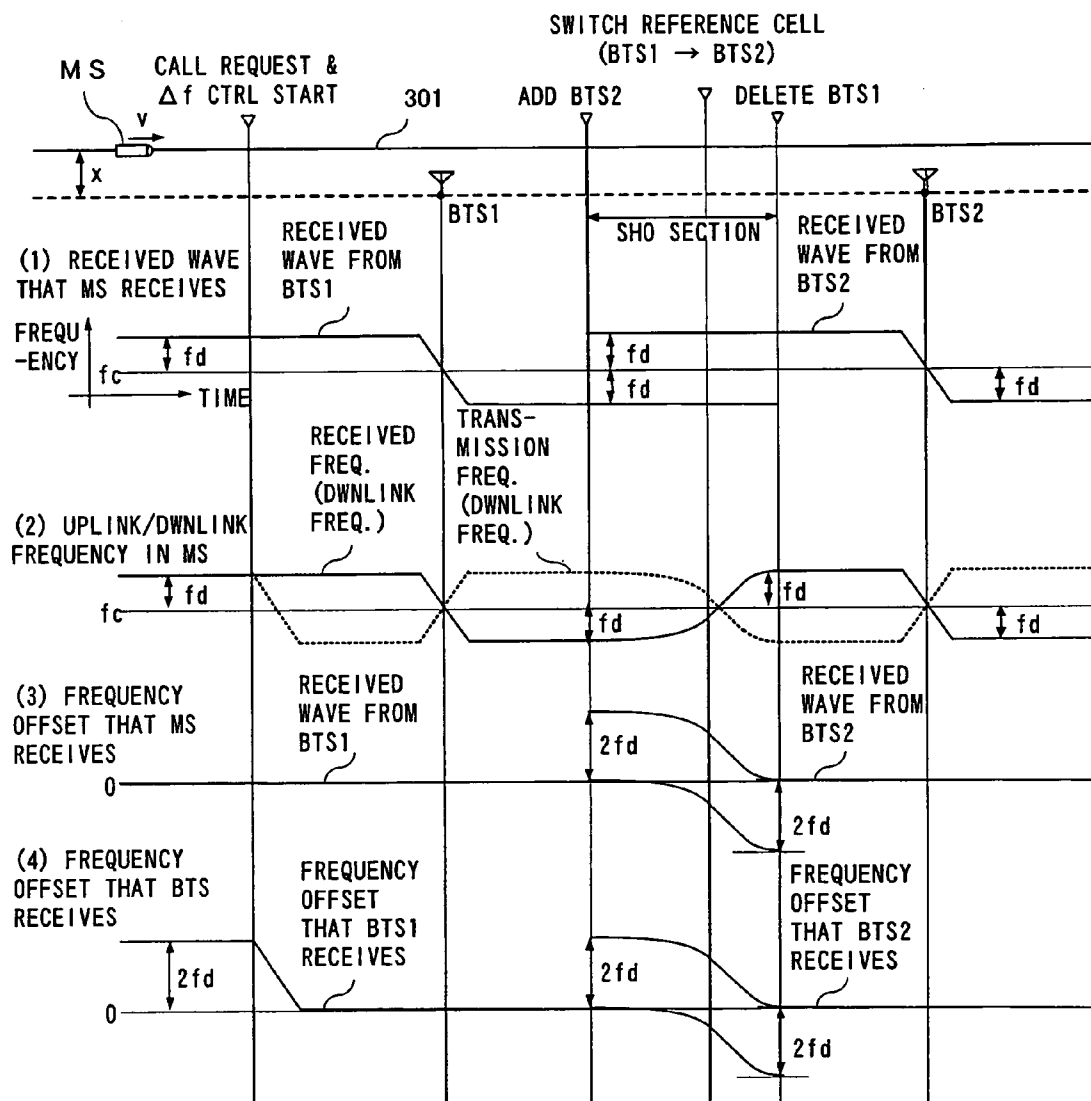 SWITCH REFERENCE CELL
(BTS1 → BTS2)
MS
CALL REQUEST &
Δf CTRL START
301
ADD BTS2
DELETE BTS1
V
X
BTS1
BTS2
SHO SECTION
(1) RECEIVED WAVE
THAT MS RECEIVES
RECEIVED
WAVE FROM
BTS1
RECEIVED
WAVE FROM
BTS2
FREQU
-ENCY
fc
fd
fd
fd
fd
TIME
RECEIVED
FREQ.
(DWNLINK
FREQ.)
TRANS-
MISSION
FREQ.
(DWNLINK
FREQ.)
(2) UPLINK/DWNLINK
FREQUENCY IN MS
fc
fd
fd
fd
fd
(3) FREQUENCY
OFFSET THAT MS
RECEIVES
RECEIVED
WAVE FROM
BTS1
RECEIVED
WAVE FROM
BTS2
2fd
0
2fd
(4) FREQUENCY
OFFSET THAT BTS
RECEIVES
FREQUENCY
OFFSET
THAT BTS1
RECEIVES
FREQUENCY
OFFSET
THAT BTS2
RECEIVES
2fd
2fd
0
2fd